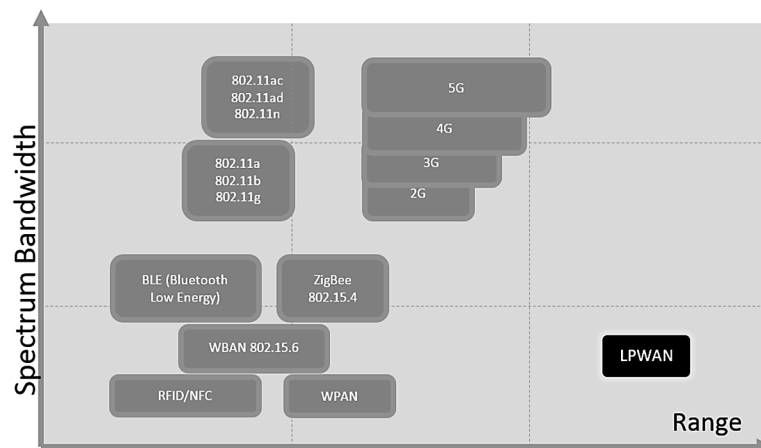 Spectrum Bandwidth
802.11ac
802.11ad
802.11n
5G
4G
802.11a
802.11b
802.11g
3G
2G
BLE (Bluetooth
Low Energy)
ZigBee
802.15.4
WBAN 802.15.6
LPWAN
RFID/NFC
WPAN
Range